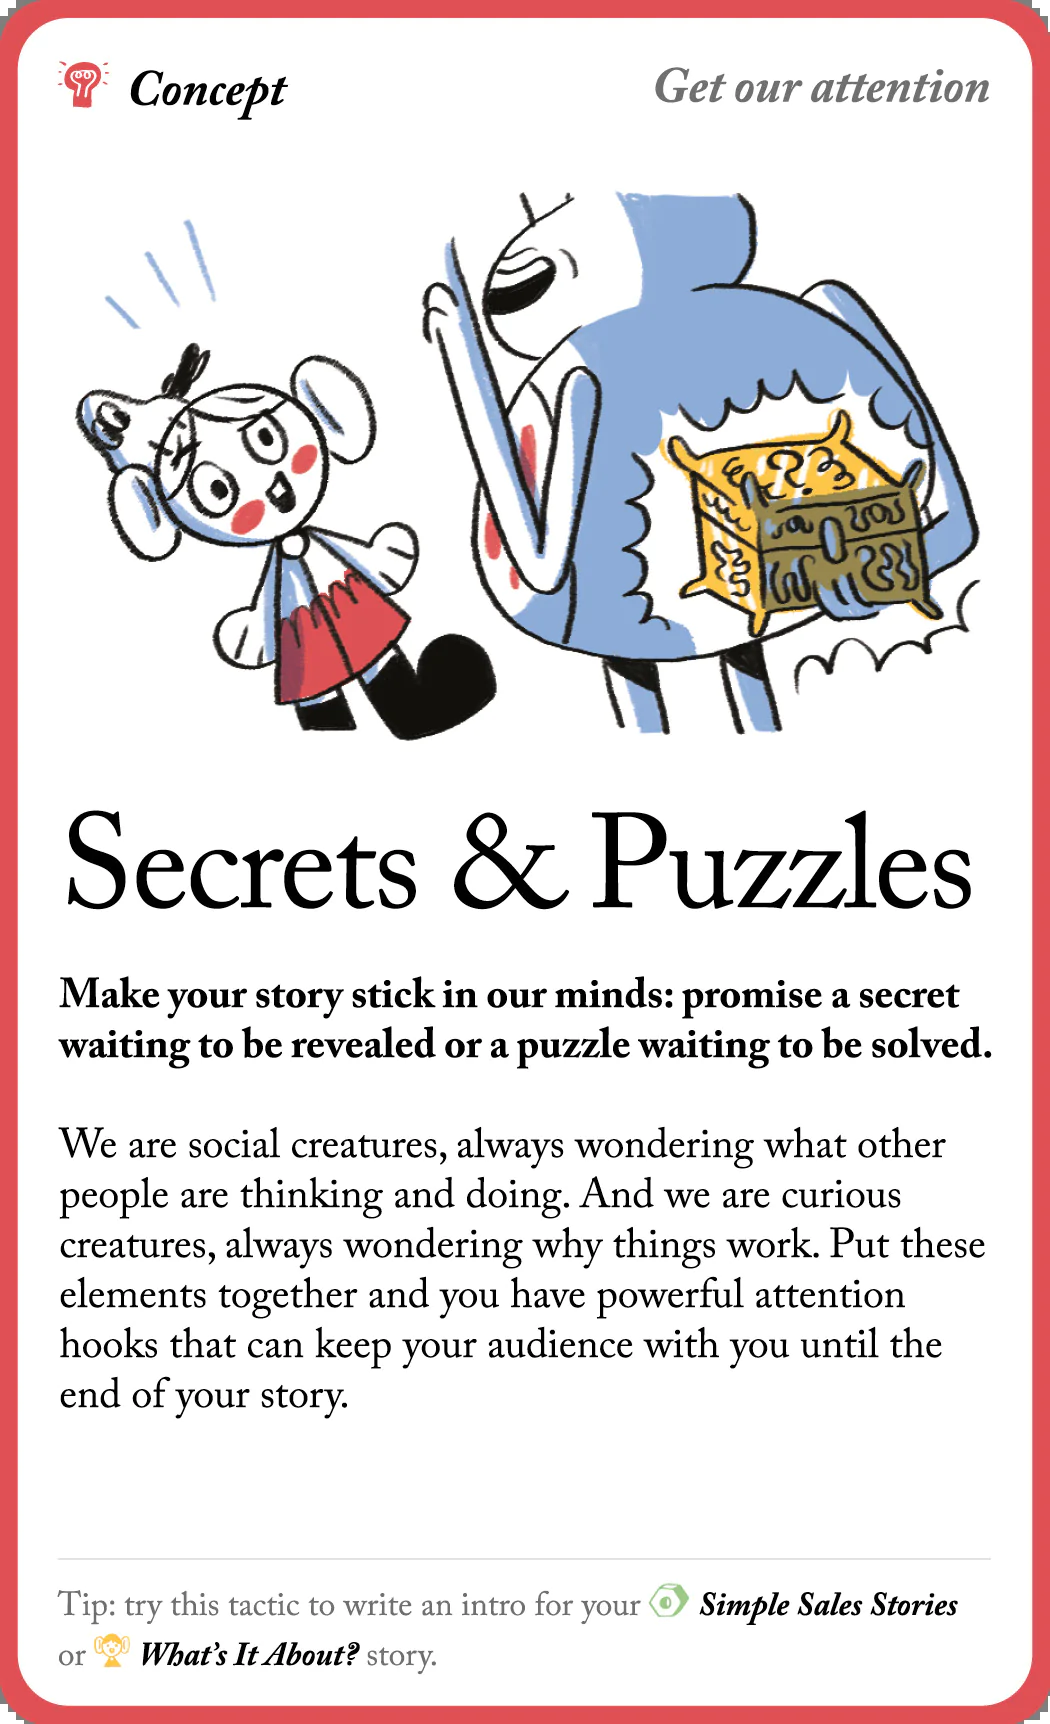 Concept
Get our attention
Secrets & Puzzles
Make your story stick in our minds: promise a secret
waiting to be revealed or a puzzle waiting to be solved.
We are social creatures, always wondering what other
people are thinking and doing. And we are curious
creatures, always wondering why things work. Put these
elements together and you have powerful attention
hooks that can keep your audience with you until the
end of your story.
Tip: try this tactic to write an intro for your Simple Sales Stories
or What’s It About? story.